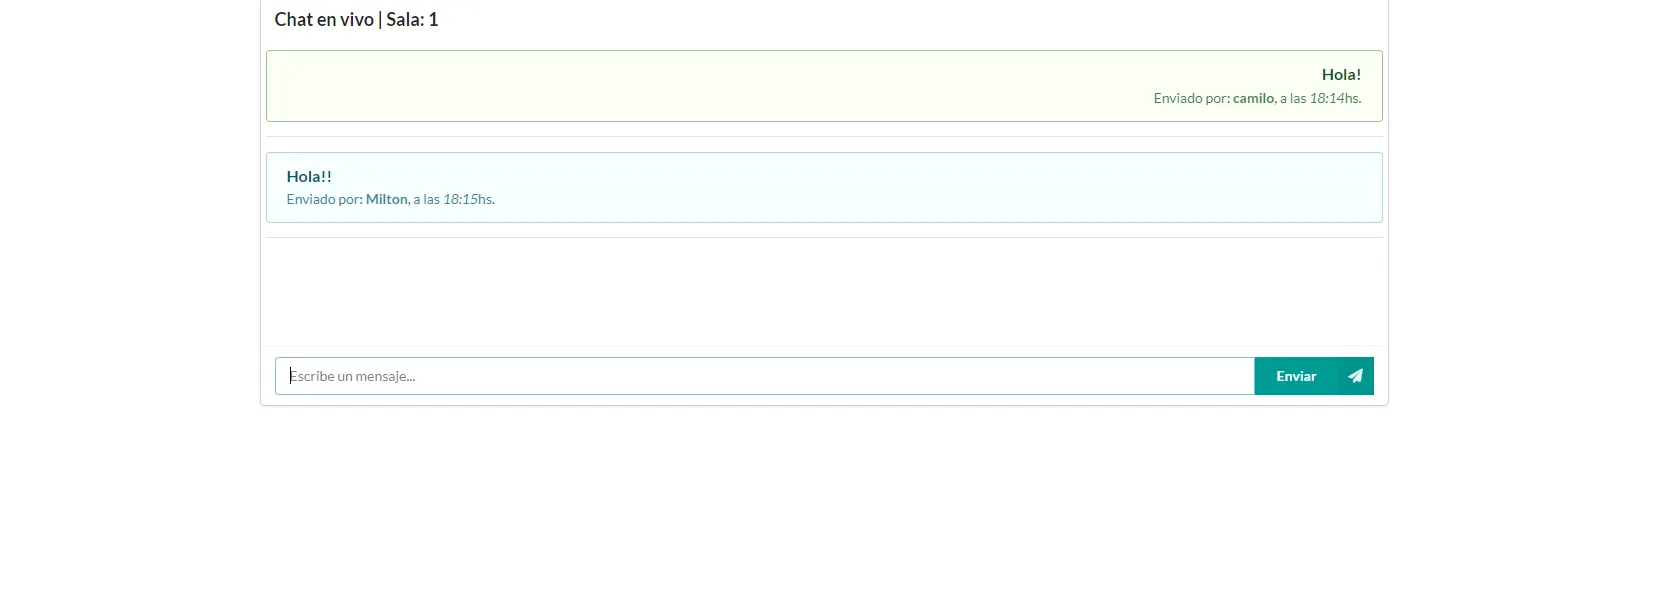 Chat en vivo | Sala: 1
Hola!
Enviado por: camilo, a las 18:14hs.
Hola!!
Enviado por: Milton, a las 18:15hs.
Escribe un mensaje...
Enviar